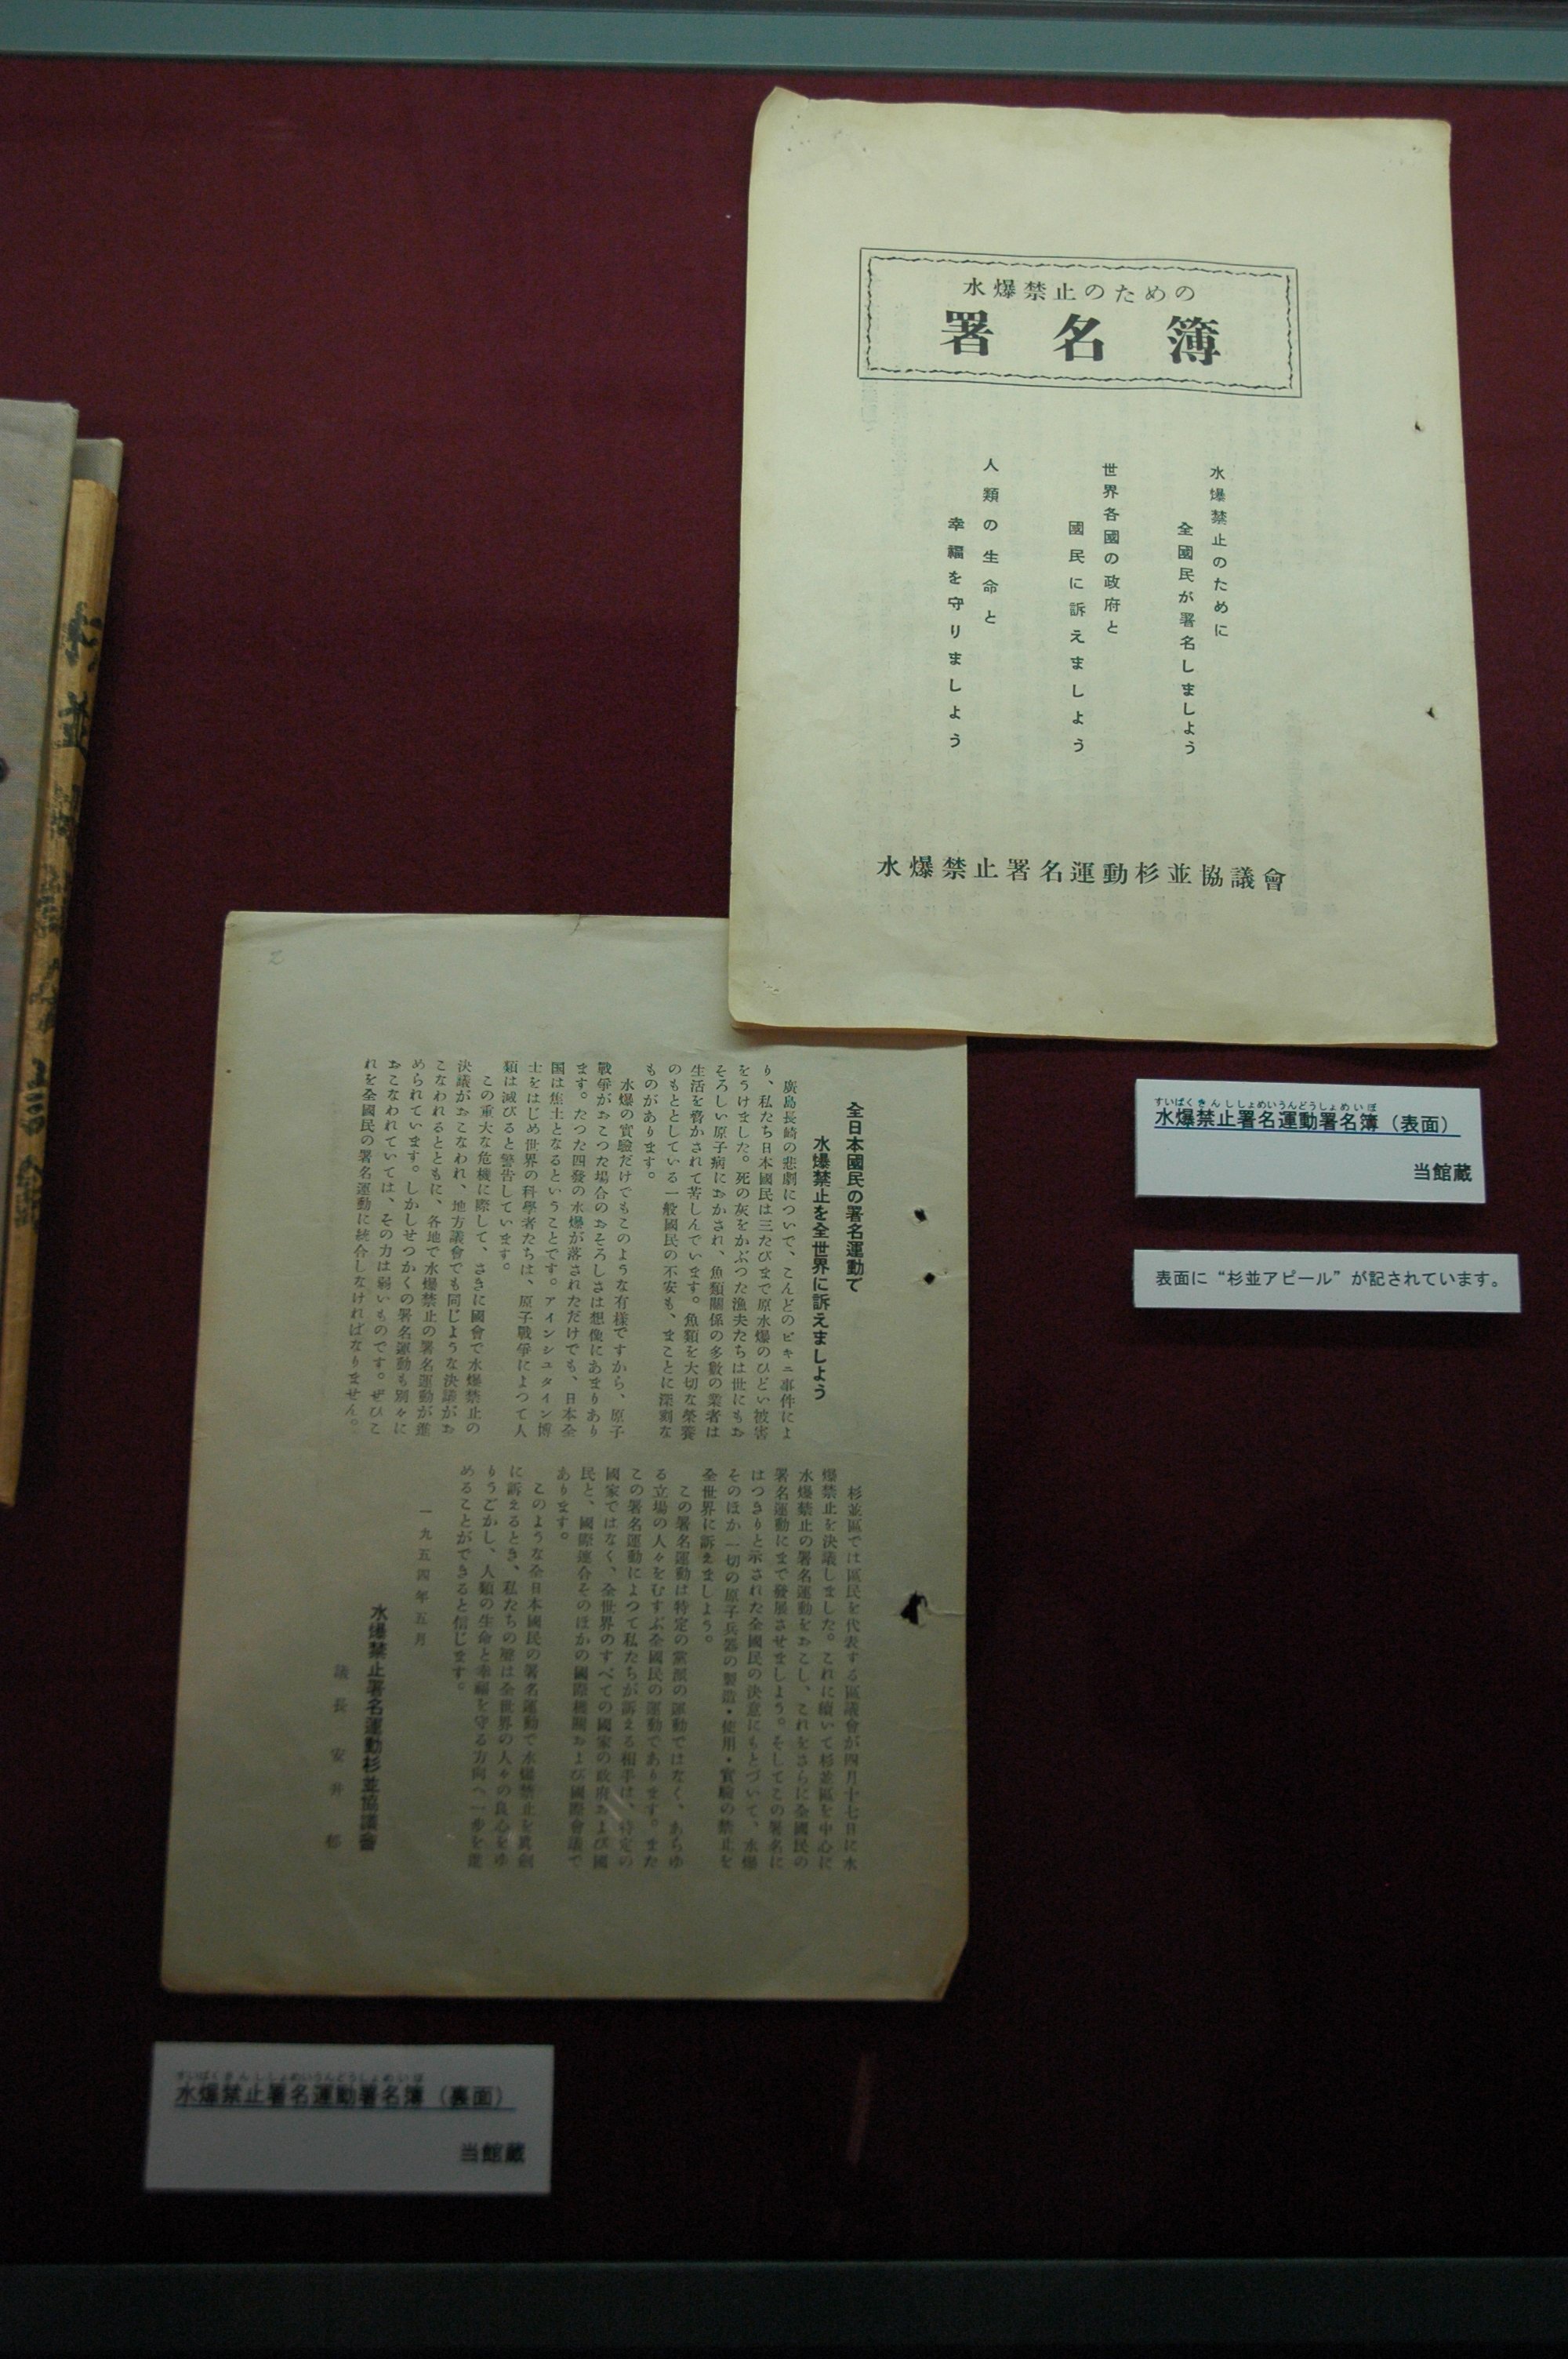 水爆禁止のための
署名簿
水爆禁止のために
全國民が署名しましよう
世界各國の政府と
國民に訴えましよう
人類の生命と
幸福を守りましよう
水爆禁止署名運動杉並協議會
すいばくきんししょめいうんどうしょめいぼ
水爆禁止署名運動署名簿（表面）
当館蔵
表面に“杉並アピール”が記されています。
全日本國民の署名運動で
水爆禁止を全世界に訴えましよう
廣島長崎の悲劇について、こんどのビキニ事件によ
り、私たち日本國民は三たびまで原水爆のひどい被害
をうけました。死の灰をかぶつた漁夫たちは世にもお
そろしい原子病におかされ、魚類關係の多數の業者は
生活を脅かされて苦しんでいます。魚類を大切な榮養
のもととしている一般國民の不安も、まことに深刻な
ものがあります。
水爆の實驗だけでもこのような有様ですから、原子
戰爭がおこつた場合のおそろしさは想像にあまりあり
ます。たつた四發の水爆が落されただけでも、日本全
国は焦土となるということです。アインシュタイン博
士をはじめ世界の科學者たちは、原子戰爭によつて人
類は滅びると警告しています。
この重大な危機に際して、さきに國會で水爆禁止の
決議がおこなわれ、地方議會でも同じような決議がお
こなわれるとともに、各地で水爆禁止の署名運動が進
められています。しかしせつかくの署名運動も別々に
おこなわれていては、その力は弱いものです。ぜひこ
れを全國民の署名運動に統合しなければなりません。
杉並區では區民を代表する區議會が四月十七日に水
爆禁止を決議しました。これに續いて杉並區を中心に
水爆禁止の署名運動をおこし、これをさらに全國民の
署名運動にまで發展させましよう。そしてこの署名に
はつきりと示された全國民の決意にもとづいて、水爆
そのほか一切の原子兵器の製造・使用・實驗の禁止を
全世界に訴えましよう。
この署名運動は特定の黨派の運動ではなく、あらゆ
る立場の人々をむすぶ全國民の運動であります。また
この署名運動によつて私たちが訴える相手は、特定の
國家ではなく、全世界のすべての國家の政府および國
民と、國際連合そのほかの國際機關および國際會議で
あります。
このような全日本國民の署名運動で水爆禁止を眞劍
に訴えるとき、私たちの聲は全世界の人々の良心をゆ
りうごかし、人類の生命と幸福を守る方向へ一歩を進
めることができると信じます。
一九五四年五月
水爆禁止署名運動杉並協議會
議長 安井 郁
すいばくきんししょめいうんどうしょめいぼ
水爆禁止署名運動署名簿（裏面）
当館蔵